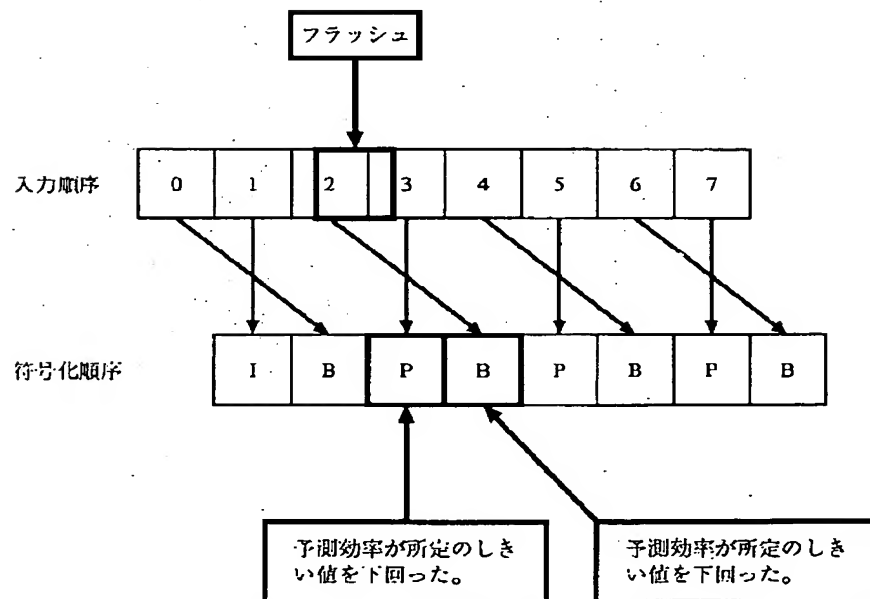 フラッシュ
入力順序 0 1 2 3 4 5 6 7
符号化順序 I B P B P B P B
予測効率が所定のしき
い値を下回った。
予測効率が所定のしき
い値を下回った。